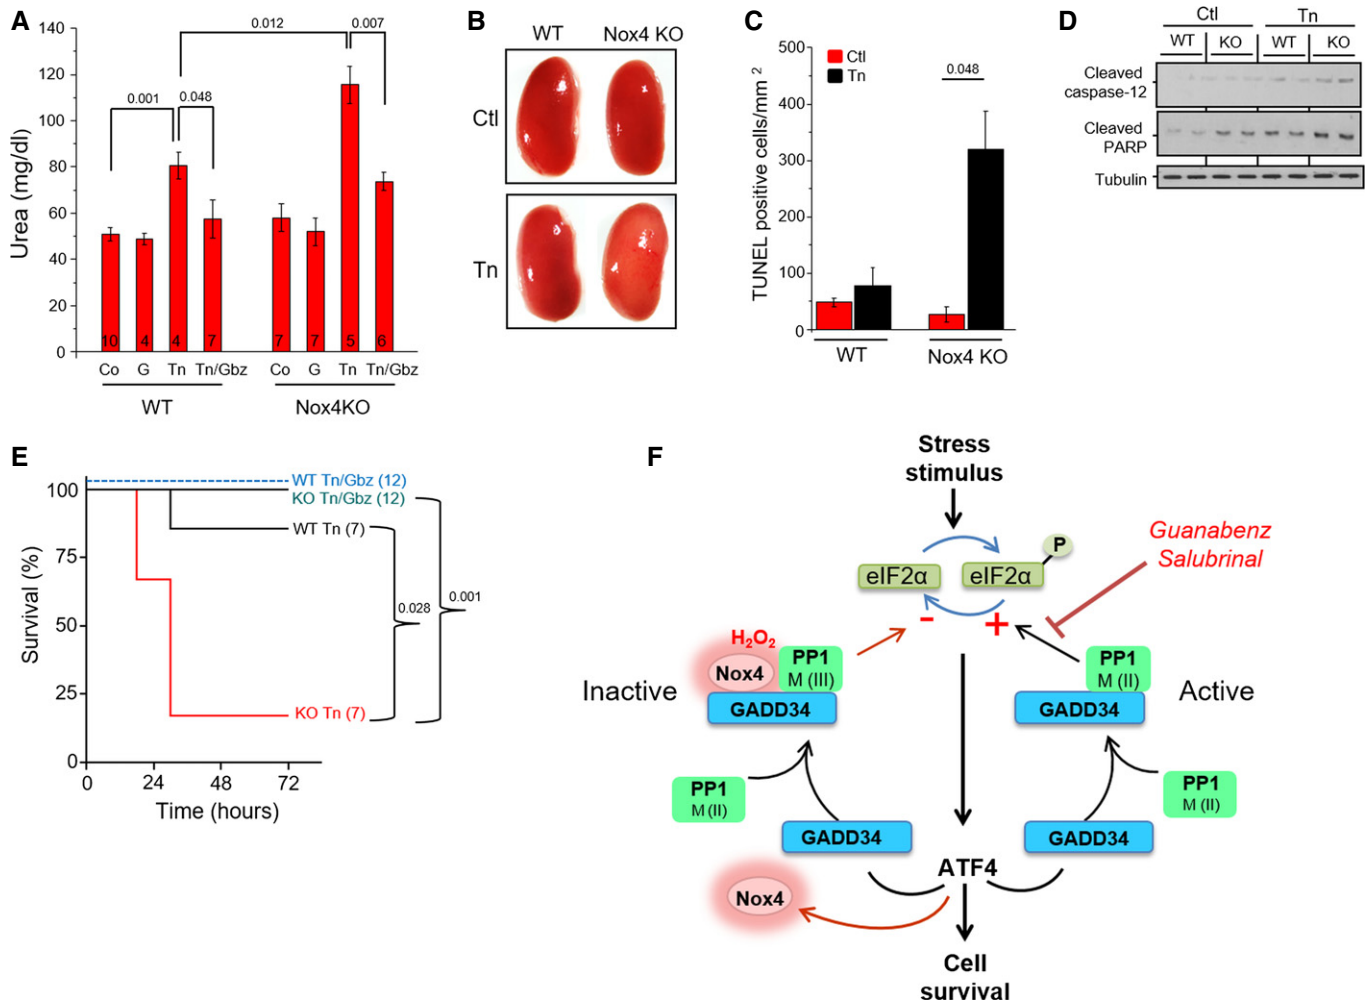 A
Urea (mg/dl)
140
120
100
80
60
40
20
0
0.012
0.007
0.001
0.048
10
4
4
7
7
7
5
6
Co G Tn Tn/Gbz Co G Tn Tn/Gbz
WT Nox4KO
B
WT Nox4 KO
Ctl
Tn
C
TUNEL positive cells/mm 2
500
400
300
200
100
0
Ctl
Tn
0.048
WT Nox4 KO
D
Ctl Tn
WT KO WT KO
Cleaved
caspase-12
Cleaved
PARP
Tubulin
E
Survival (%)
100
75
50
25
0
0 24 48 72
Time (hours)
WT Tn/Gbz (12)
KO Tn/Gbz (12)
WT Tn (7)
KO Tn (7)
0.028
0.001
F
Stress
stimulus
eIF2α
eIF2α
P
Guanabenz
Salubrinal
- +
H2O2
Nox4
PP1
M (III)
GADD34
Inactive
PP1
M (II)
GADD34
Active
PP1
M (II)
PP1
M (II)
GADD34
GADD34
ATF4
Nox4
Cell
survival